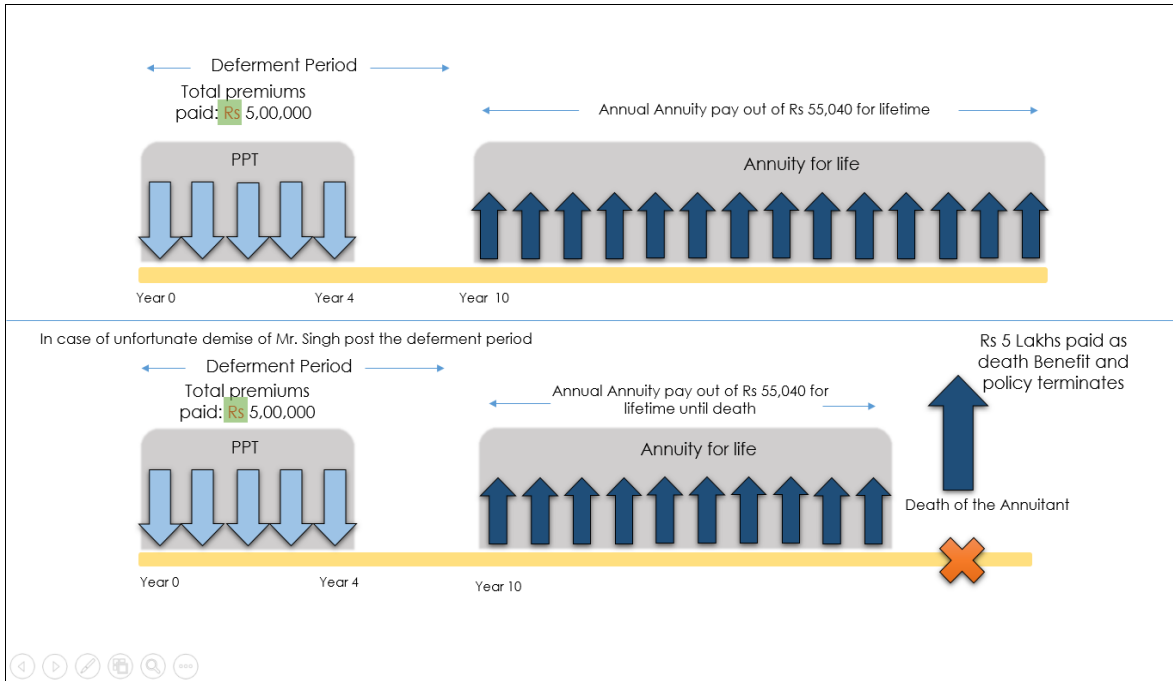 Deferment Period
Total premiums
paid: Rs 5,00,000
Annual Annuity pay out of Rs 55,040 for lifetime
PPT
Annuity for life
Year 0
Year 4
Year 10
In case of unfortunate demise of Mr. Singh post the deferment period
Deferment Period
Total premiums
paid: Rs 5,00,000
Annual Annuity pay out of Rs 55,040 for
lifetime until death
Rs 5 Lakhs paid as
death Benefit and
policy terminates
PPT
Annuity for life
Death of the Annuitant
Year 0
Year 4
Year 10